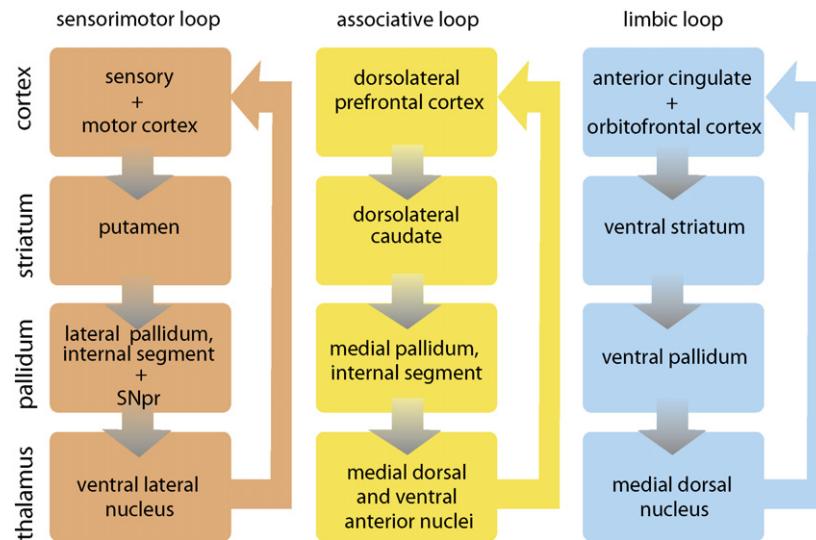 sensorimotor loop
associative loop
limbic loop
cortex
sensory
+
motor cortex
dorsolateral
prefrontal cortex
anterior cingulate
+
orbitofrontal cortex
striatum
putamen
dorsolateral
caudate
ventral striatum
pallidum
lateral pallidum,
internal segment
+
SNpr
medial pallidum,
internal segment
ventral pallidum
thalamus
ventral lateral
nucleus
medial dorsal
and ventral
anterior nuclei
medial dorsal
nucleus